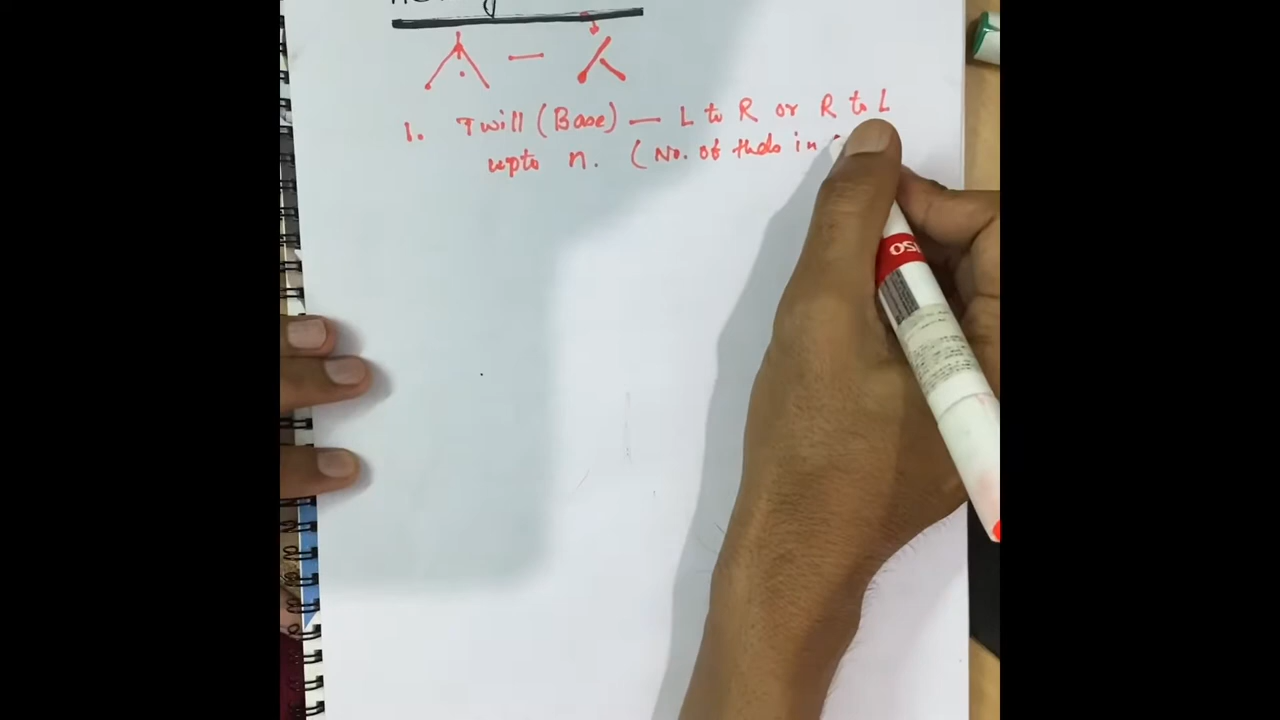 1. Twill (Base) — L to R or R to L
upto n. (No. of thds in